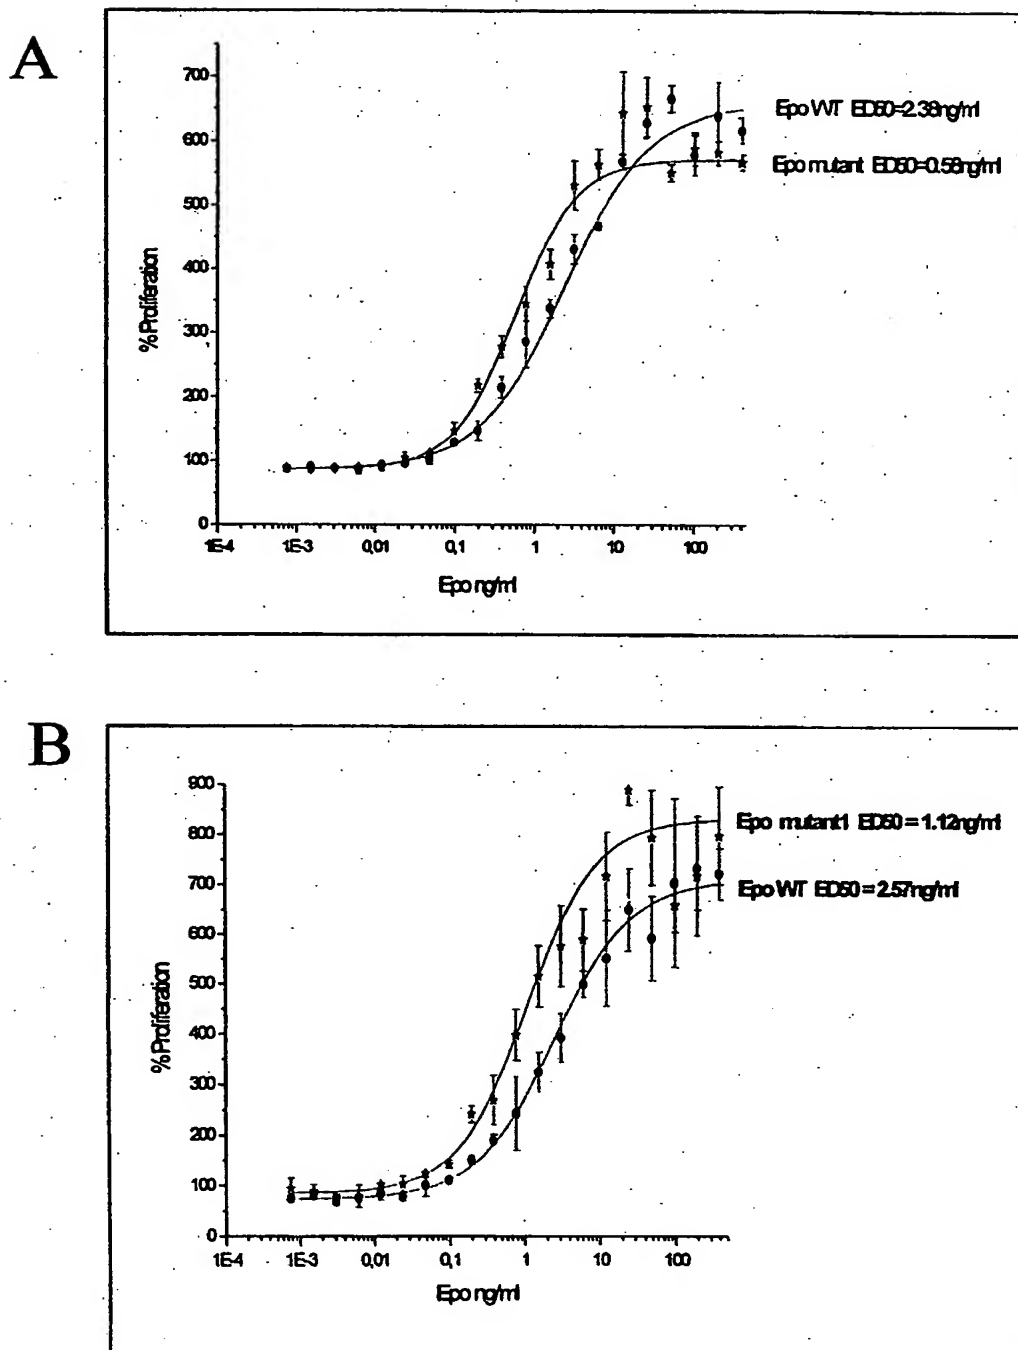 A
700
600
500
400
300
200
100
0
% Proliferation
Epo WT ED50=2.38ng/ml
Epo mutant ED50=0.58ng/ml
1E-4 1E-3 0,01 0,1 1 10 100
Epo ng/ml
B
900
800
700
600
500
400
300
200
100
0
% Proliferation
Epo mutant1 ED50 = 1.12ng/ml
Epo WT ED50 = 2.57ng/ml
1E-4 1E-3 0,01 0,1 1 10 100
Epo ng/ml